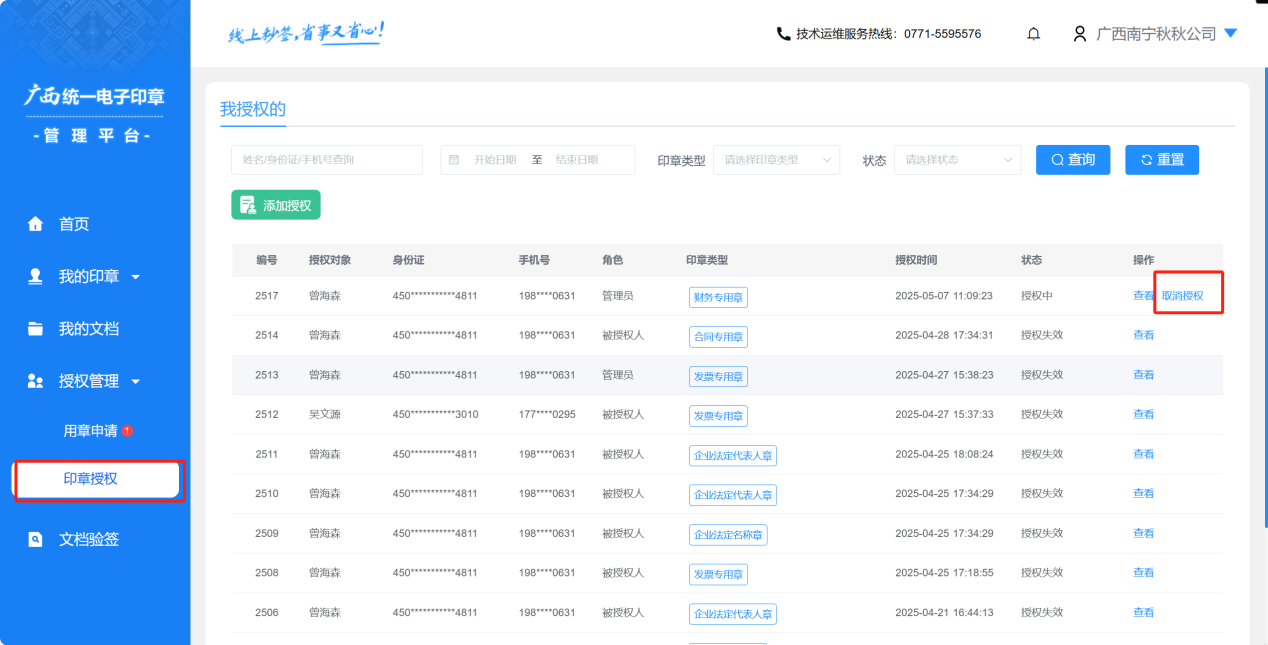 线上秒签,省事又省心!
技术运维服务热线：0771-5595576
广西南宁秋秋公司
广西统一电子印章
-管理平台-
首页
我的印章
我的文档
授权管理
用章申请 1
印章授权
文档验签
我授权的
姓名/身份证/手机号查询 开始日期 至 结束日期 印章类型 请选择印章类型 状态 请选择状态 查询 重置
添加授权
编号 授权对象 身份证 手机号 角色 印章类型 授权时间 状态 操作
2517 曾海森 450***********4811 198****0631 管理员 财务专用章 2025-05-07 11:09:23 授权中 查看 取消授权
2514 曾海森 450***********4811 198****0631 被授权人 合同专用章 2025-04-28 17:34:31 授权失效 查看
2513 曾海森 450***********4811 198****0631 管理员 发票专用章 2025-04-27 15:38:23 授权失效 查看
2512 吴文源 450***********3010 177****0295 被授权人 发票专用章 2025-04-27 15:37:33 授权失效 查看
2511 曾海森 450***********4811 198****0631 被授权人 企业法定代表人章 2025-04-25 18:08:24 授权失效 查看
2510 曾海森 450***********4811 198****0631 被授权人 企业法定代表人章 2025-04-25 17:34:29 授权失效 查看
2509 曾海森 450***********4811 198****0631 被授权人 企业法定名称章 2025-04-25 17:34:29 授权失效 查看
2508 曾海森 450***********4811 198****0631 被授权人 发票专用章 2025-04-25 17:18:55 授权失效 查看
2506 曾海森 450***********4811 198****0631 被授权人 企业法定代表人章 2025-04-21 16:44:13 授权失效 查看